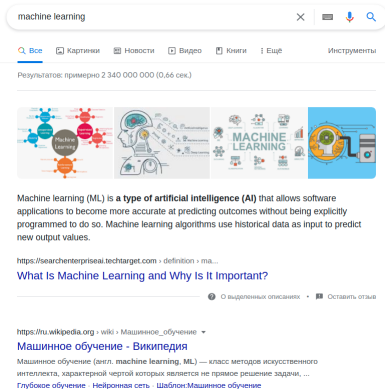 machine learning
Все Картинки Новости Видео Книги Ещё Инструменты
Результатов: примерно 2 340 000 000 (0,66 сек.)
Machine Learning
MACHINE LEARNING
Machine learning (ML) is a type of artificial intelligence (AI) that allows software
applications to become more accurate at predicting outcomes without being explicitly
programmed to do so. Machine learning algorithms use historical data as input to predict
new output values.
https://searchenterpriseai.techtarget.com › definition › ma...
What Is Machine Learning and Why Is It Important?
О выделенных описаниях • Оставить отзыв
https://ru.wikipedia.org › wiki › Машинное_обучение
Машинное обучение - Википедия
Машинное обучение (англ. machine learning, ML) — класс методов искусственного
интеллекта, характерной чертой которых является не прямое решение задачи, ...
Глубокое обучение · Нейронная сеть · Шаблон:Машинное обучение